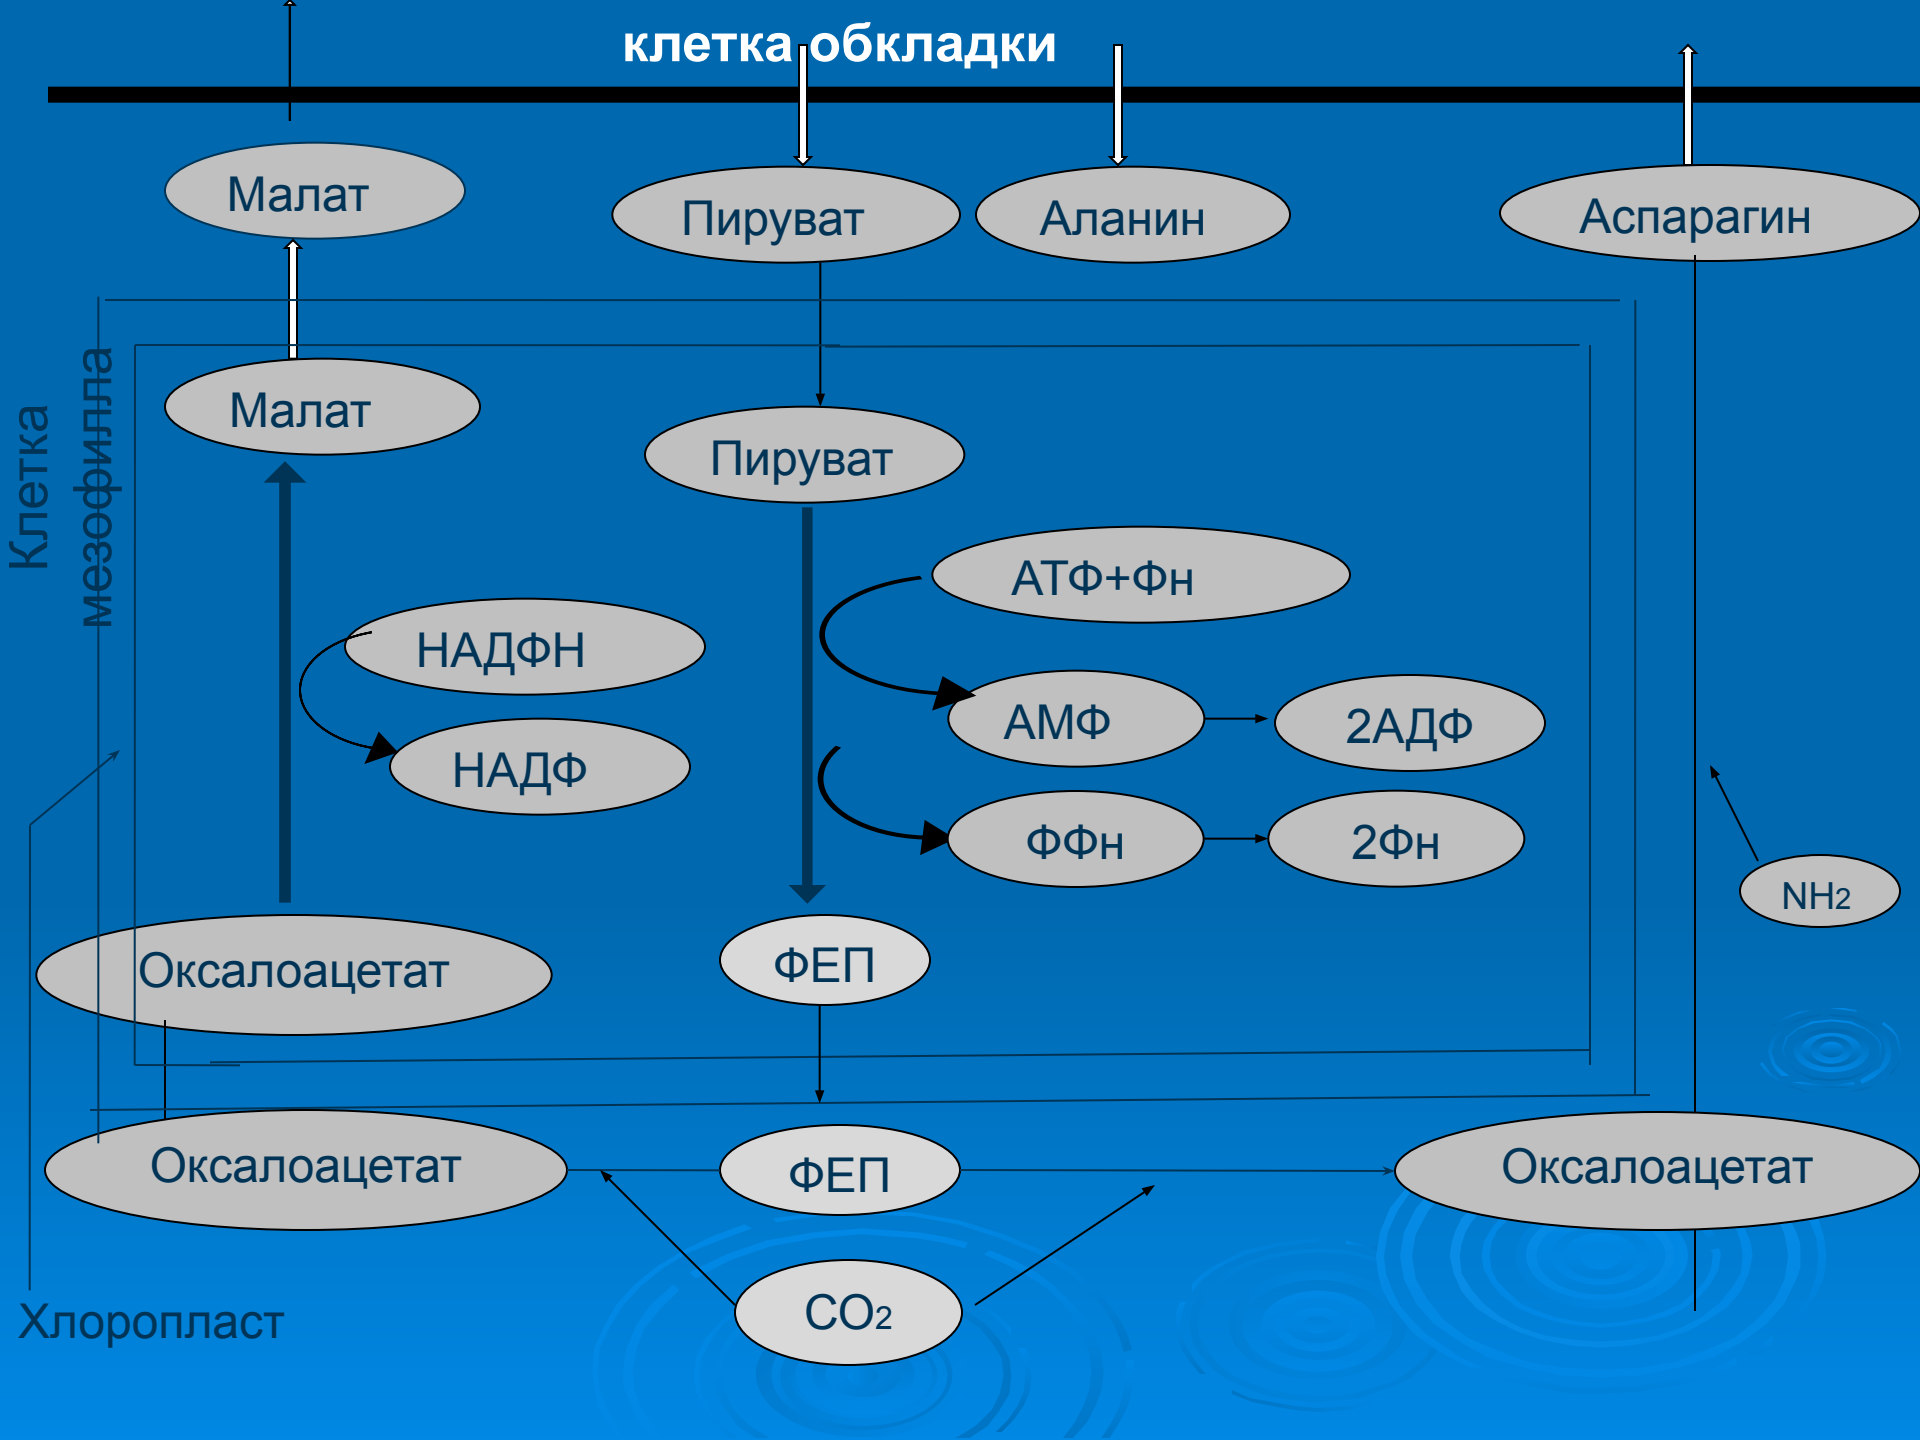 клетка обкладки
Малат
Пируват
Аланин
Аспарагин
Клетка
мезофилла
Малат
Пируват
АТФ+Фн
НАДФН
АМФ
2АДФ
НАДФ
ФФн
2Фн
NH2
Оксалоацетат
ФЕП
Оксалоацетат
ФЕП
Оксалоацетат
СО2
Хлоропласт